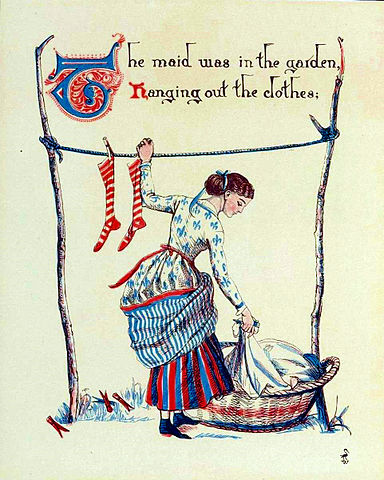 The maid was in the garden,
Hanging out the clothes;